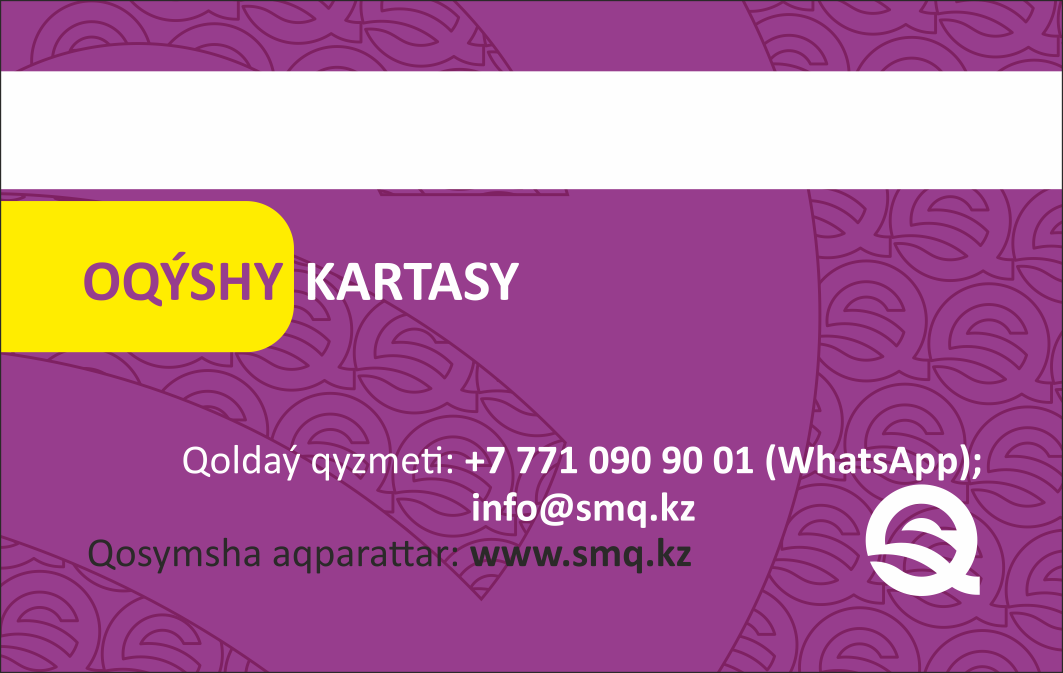 OQÝSHY KARTASY
Qoldaý qyzmeti: +7 771 090 90 01 (WhatsApp);
info@smq.kz
Qosymsha aqparattar: www.smq.kz